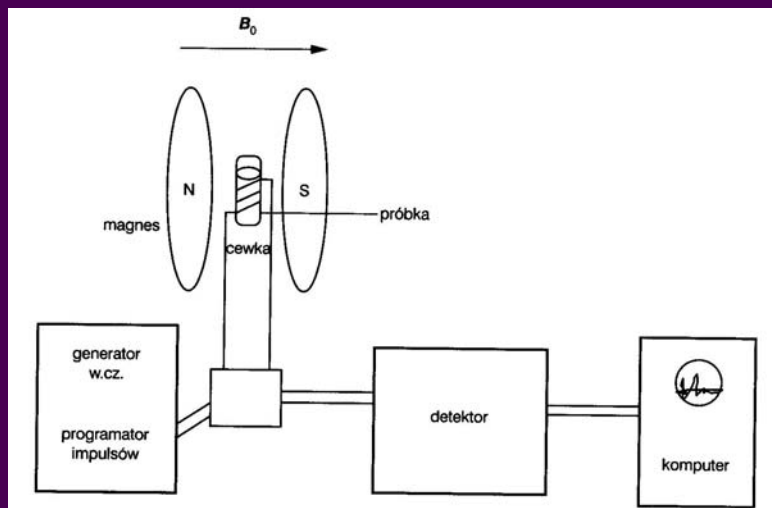 B₀
N
S
magnes
próbka
cewka
generator
w.cz.
programator
impulsów
detektor
komputer